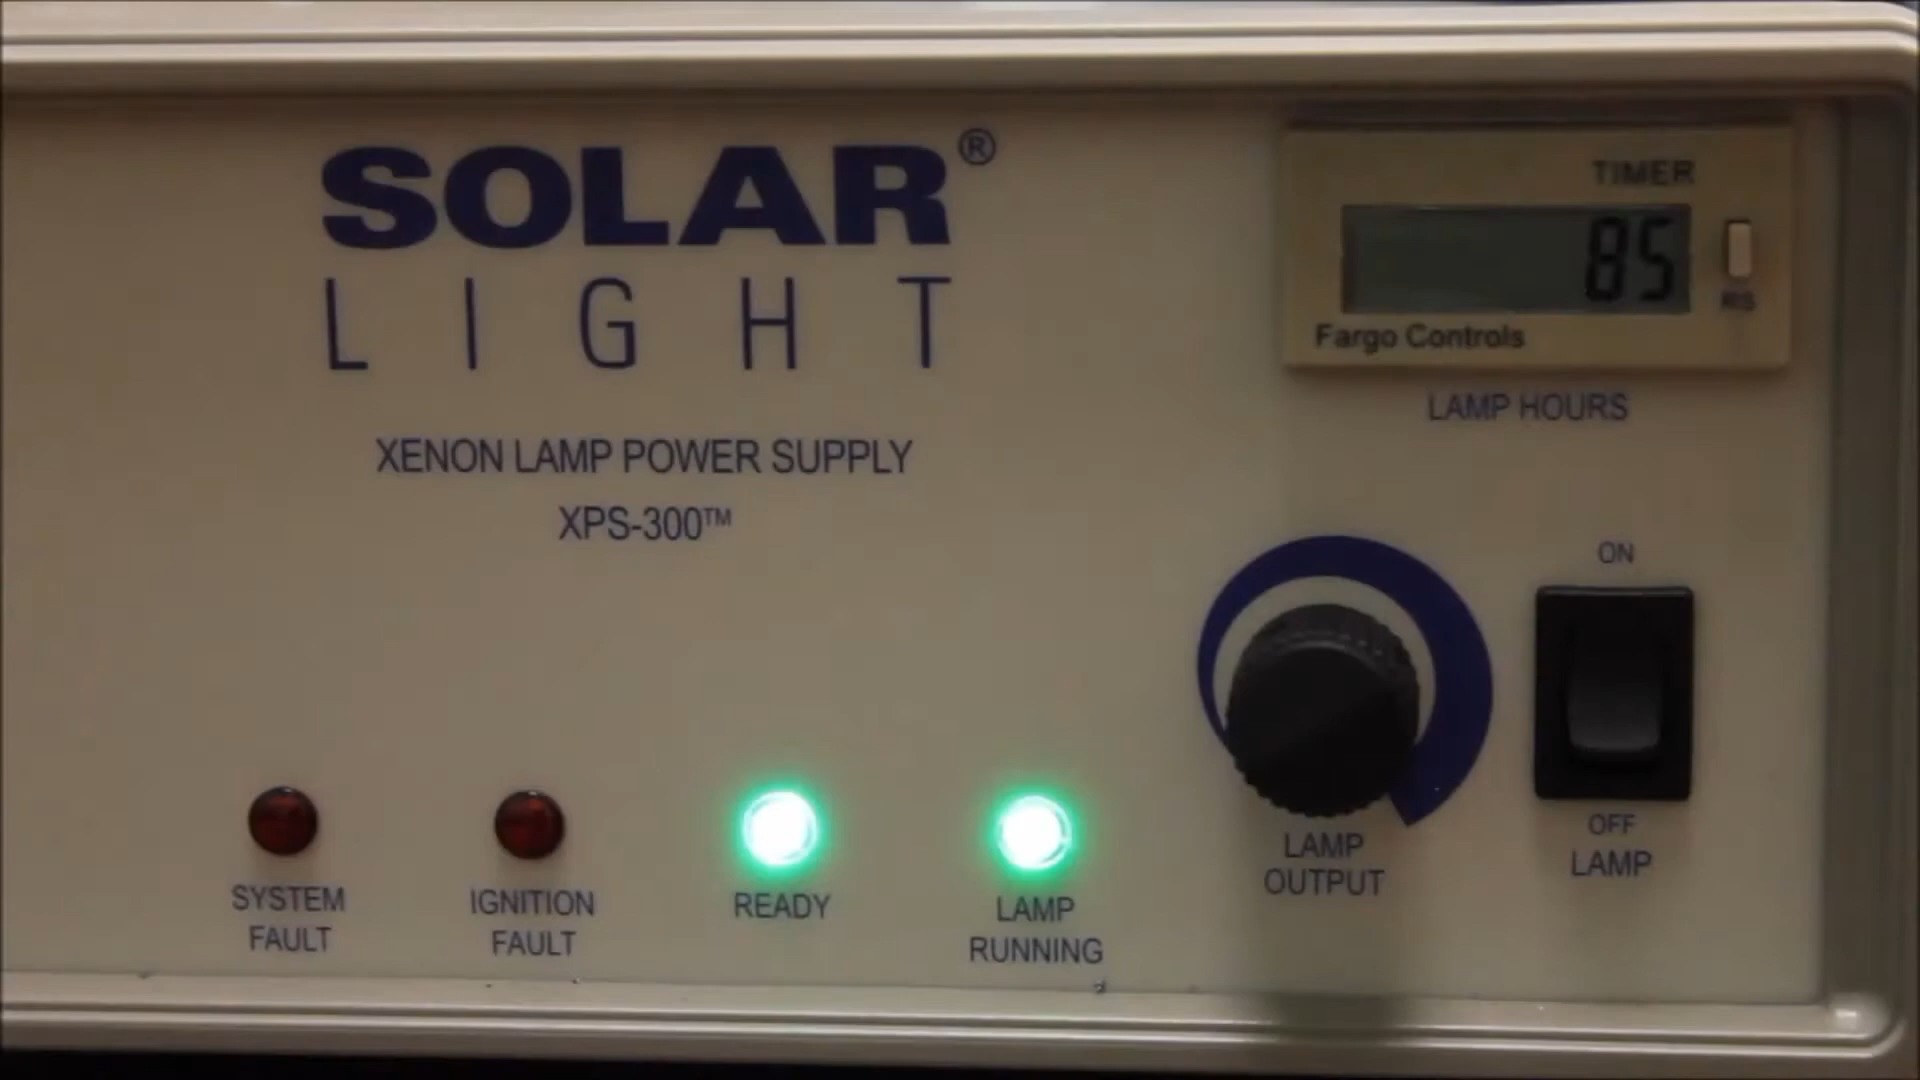 SOLAR®
LIGHT
XENON LAMP POWER SUPPLY
XPS-300™
TIMER
85
Fargo Controls
LAMP HOURS
ON
OFF
LAMP
LAMP
OUTPUT
SYSTEM
FAULT
IGNITION
FAULT
READY
LAMP
RUNNING